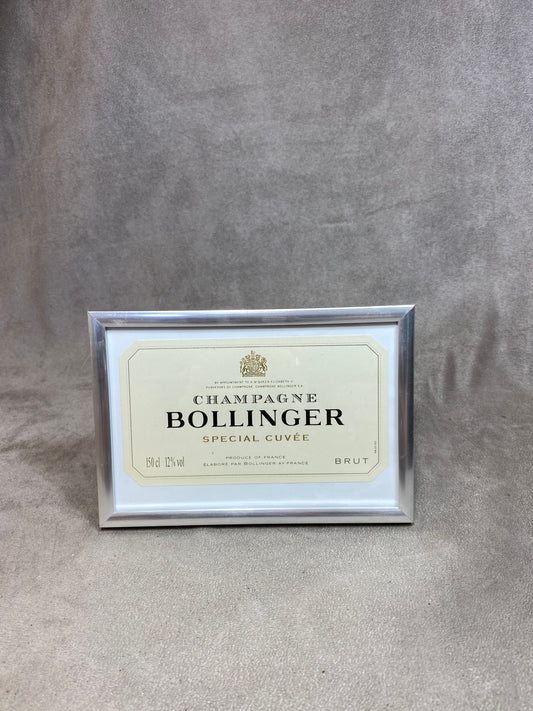 BY APPOINTMENT TO H.M QUEEN ELIZABETH II
PURVEYORS OF CHAMPAGNE, CHAMPAGNE BOLLINGER S.A.
CHAMPAGNE
BOLLINGER
SPECIAL CUVÉE
PRODUCE OF FRANCE
150 cl 12% vol
ÉLABORÉ PAR BOLLINGER AY FRANCE
BRUT